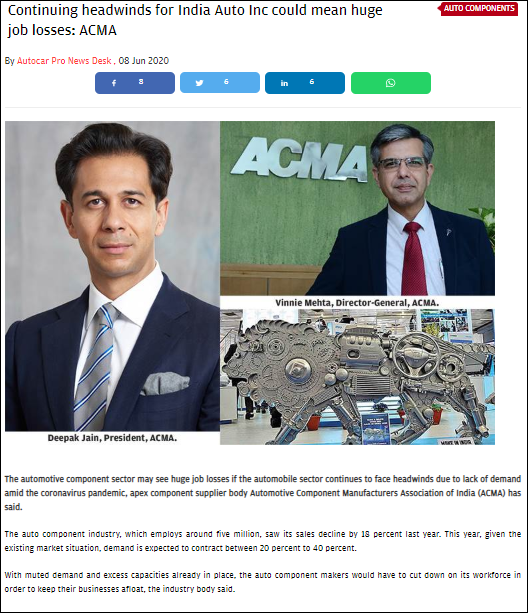 Continuing headwinds for India Auto Inc could mean huge
job losses: ACMA
AUTO COMPONENTS
By Autocar Pro News Desk , 08 Jun 2020
8
6
6
ACMA
Vinnie Mehta, Director-General, ACMA.
MAKE IN INDIA
Deepak Jain, President, ACMA.
The automotive component sector may see huge job losses if the automobile sector continues to face headwinds due to lack of demand
amid the coronavirus pandemic, apex component supplier body Automotive Component Manufacturers Association of India (ACMA) has
said.
The auto component industry, which employs around five million, saw its sales decline by 18 percent last year. This year, given the
existing market situation, demand is expected to contract between 20 percent to 40 percent.
With muted demand and excess capacities already in place, the auto component makers would have to cut down on its workforce in
order to keep their businesses afloat, the industry body said.